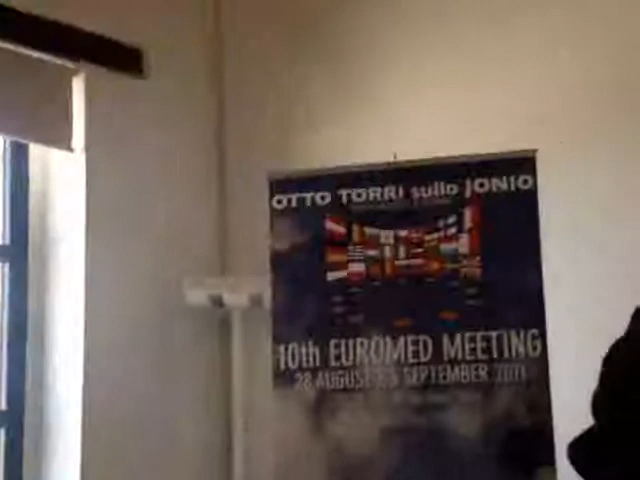 OTTO TORRI sullo JONIO
10th EUROMED MEETING
28 AUGUST SEPTEMBER